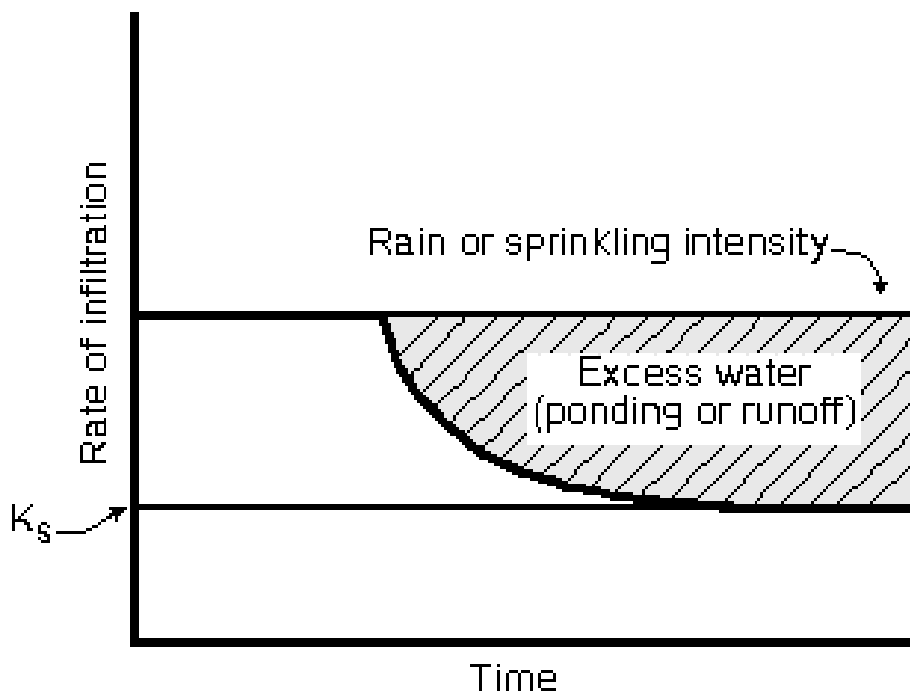 Rate of infiltration
Rain or sprinkling intensity
Excess water
(ponding or runoff)
Ks
Time